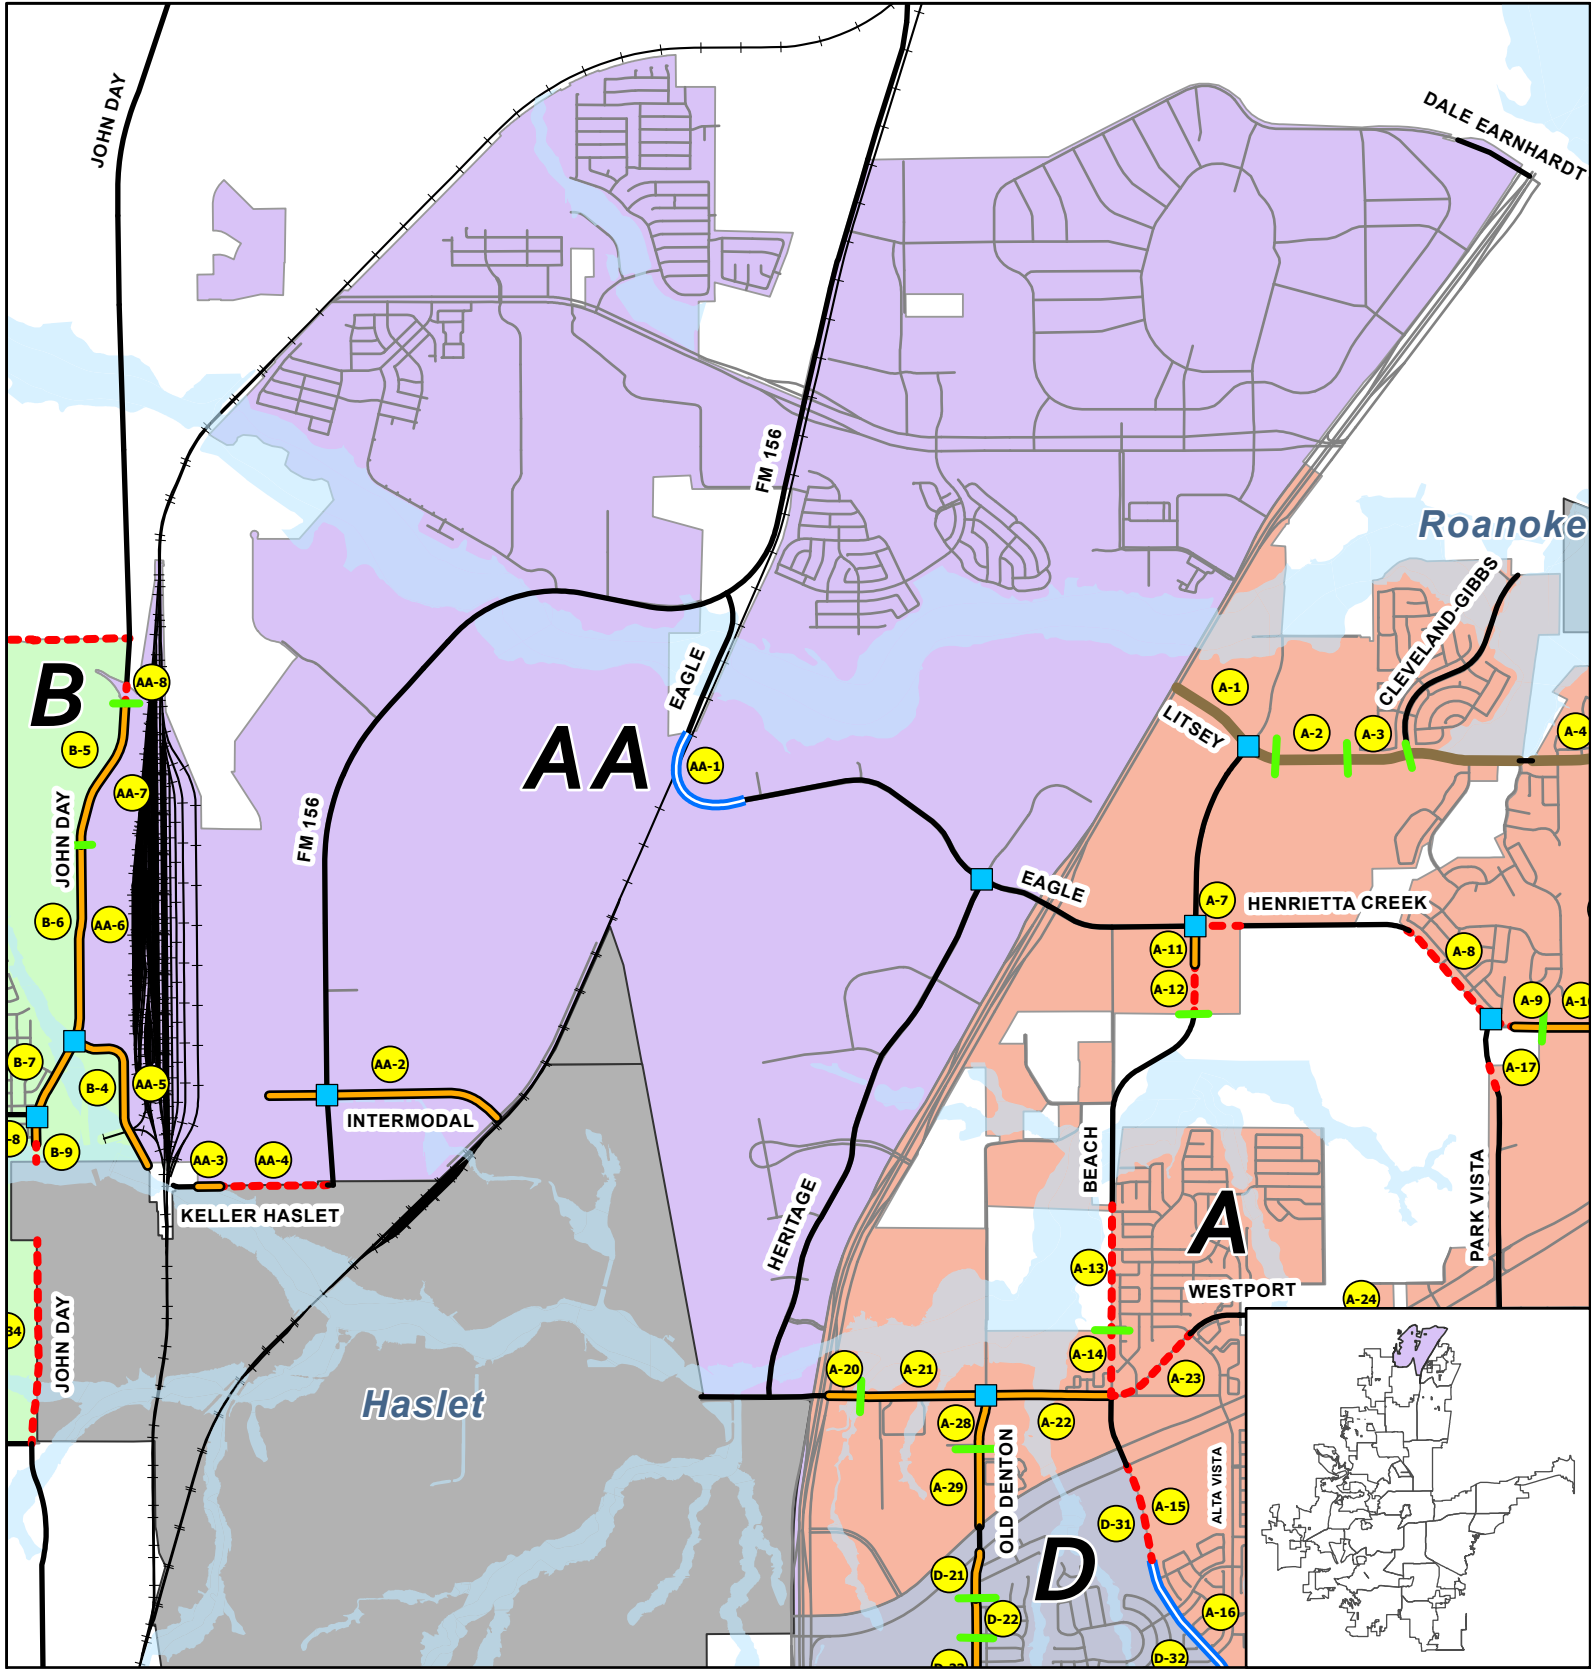 JOHN DAY
DALE EARNHARDT
FM 156
Roanoke
CLEVELAND-GIBBS
B
AA-8
EAGLE
A-1
LITSEY
A-2
A-3
A-4
B-5
AA
AA-1
AA-7
JOHN DAY
FM 156
EAGLE
A-7
HENRIETTA CREEK
B-6
AA-6
A-11
A-8
A-12
A-9
B-7
AA-2
B-4
AA-5
A-17
INTERMODAL
B-9
AA-3
AA-4
BEACH
KELLER HASLET
HERITAGE
A
PARK VISTA
A-13
WESTPORT
A-24
JOHN DAY
A-14
A-20
A-21
A-23
Haslet
A-28
A-22
OLD DENTON
ALTA VISTA
A-29
A-15
D-31
D
D-21
D-22
A-16
D-32